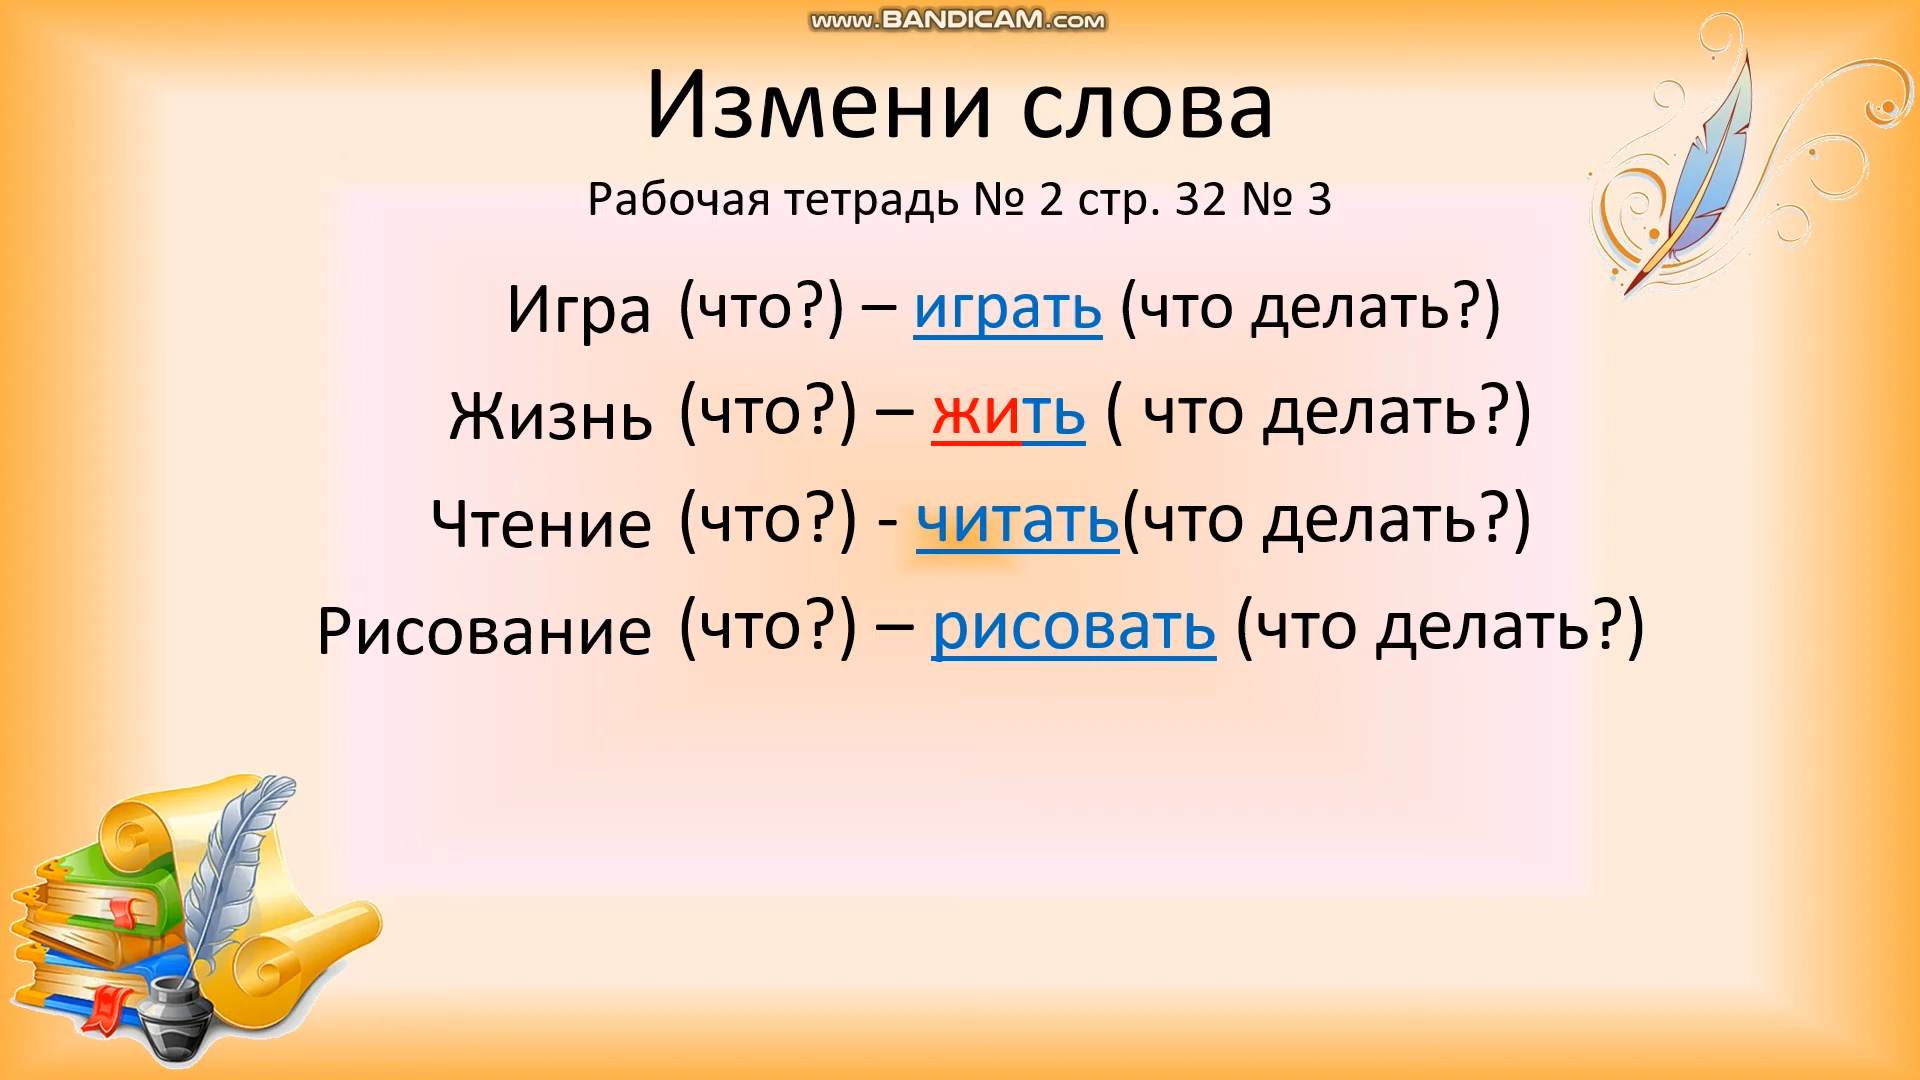 www.BANDICAM.com
Измени слова
Рабочая тетрадь № 2 стр. 32 № 3
Игра (что?) – играть (что делать?)
Жизнь (что?) – жить ( что делать?)
Чтение (что?) - читать(что делать?)
Рисование (что?) – рисовать (что делать?)